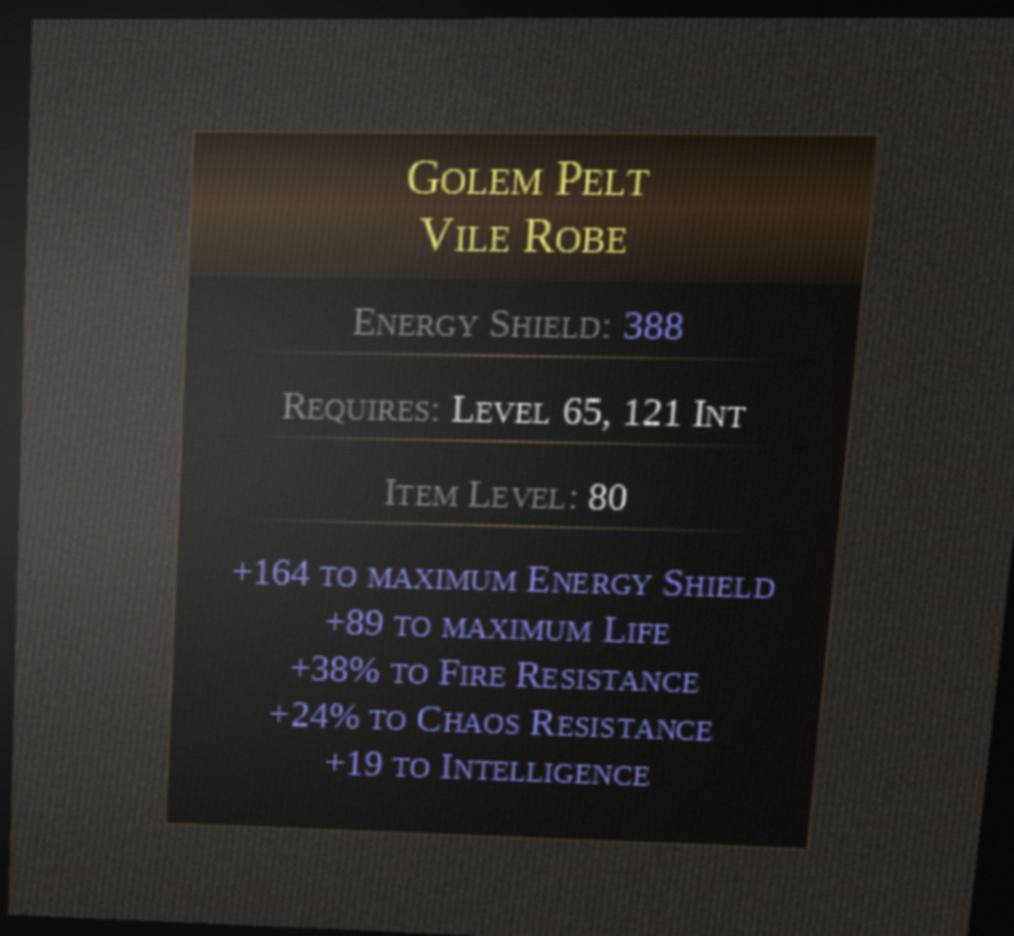 Golem Pelt
Vile Robe
Energy Shield: 388
Requires: Level 65, 121 Int
Item Level: 80
+164 to maximum Energy Shield
+89 to maximum Life
+38% to Fire Resistance
+24% to Chaos Resistance
+19 to Intelligence